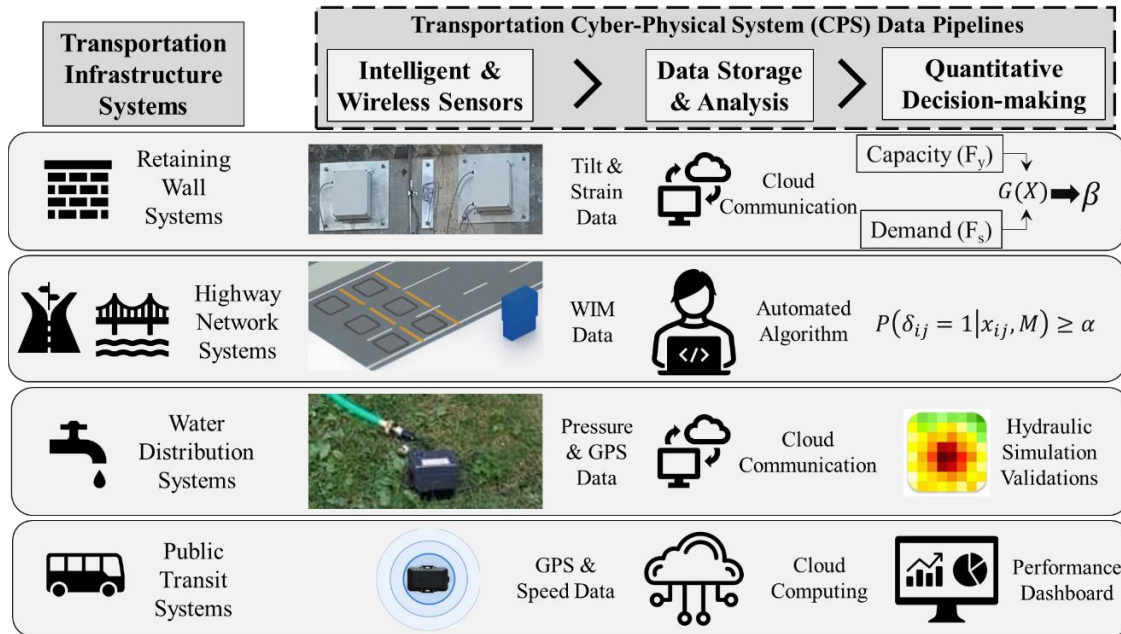 Transportation
Infrastructure
Systems
Transportation Cyber-Physical System (CPS) Data Pipelines
Intelligent &
Wireless Sensors
>
Data Storage
& Analysis
>
Quantitative
Decision-making
Retaining
Wall
Systems
Tilt &
Strain
Data
Cloud
Communication
Capacity (Fy)
G(X) ➡ β
Demand (Fs)
Highway
Network
Systems
WIM
Data
</>
Automated
Algorithm
P(δij = 1|xij, M) ≥ α
Water
Distribution
Systems
Pressure
& GPS
Data
Cloud
Communication
Hydraulic
Simulation
Validations
Public
Transit
Systems
GPS &
Speed Data
Cloud
Computing
Performance
Dashboard